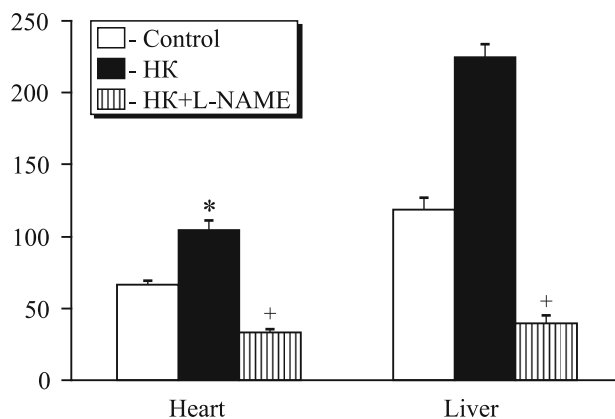 250
200
150
100
50
0
- Control
- HK
- HK+L-NAME
*
+
+
Heart Liver